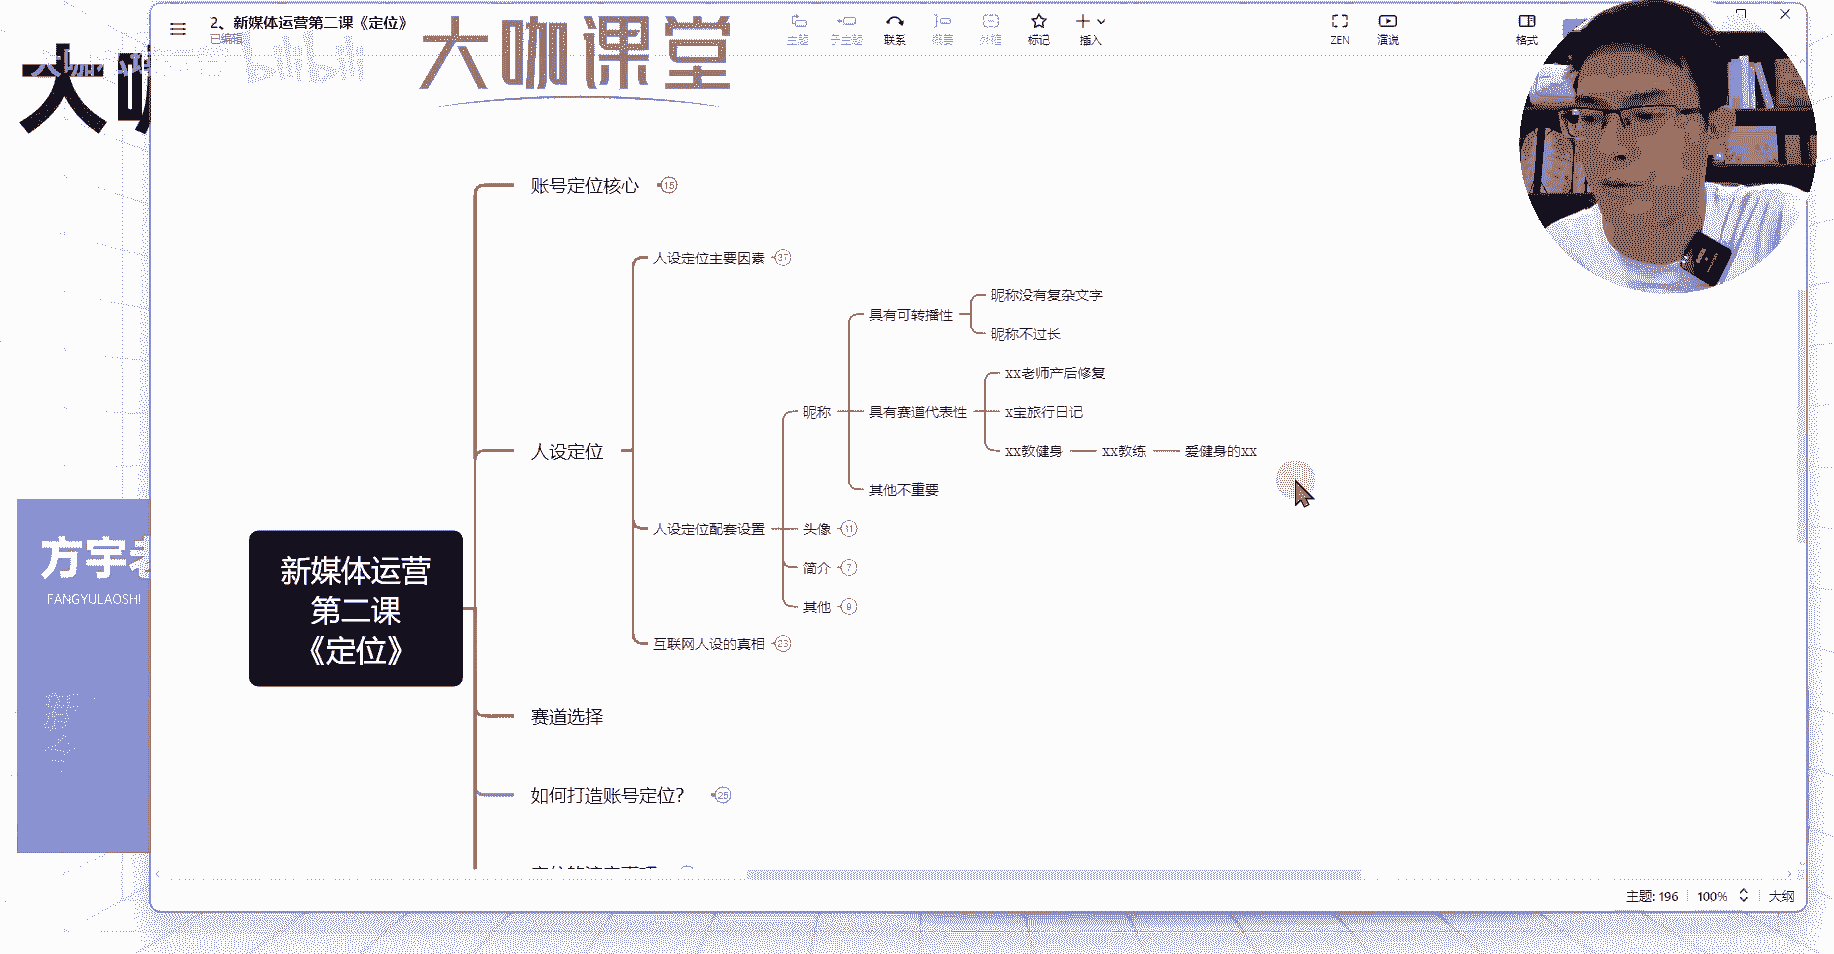 2、新媒体运营第二课《定位》
已编辑
大咖课堂
bilibili
主题
子主题
联系
概要
外框
标记
插入
ZEN
演说
格式
大咖
账号定位核心
15
人设定位主要因素
37
昵称没有复杂文字
具有可转播性
昵称不过长
xx老师产后修复
昵称
具有赛道代表性
x宝旅行日记
人设定位
xx教健身
xx教练
爱健身的xx
其他不重要
人设定位配套设置
头像
31
简介
7
其他
9
互联网人设的真相
23
新媒体运营
第二课
《定位》
方宇老
FANGYULAOSHI
赛道选择
如何打造账号定位?
25
主题: 196
100%
大纲